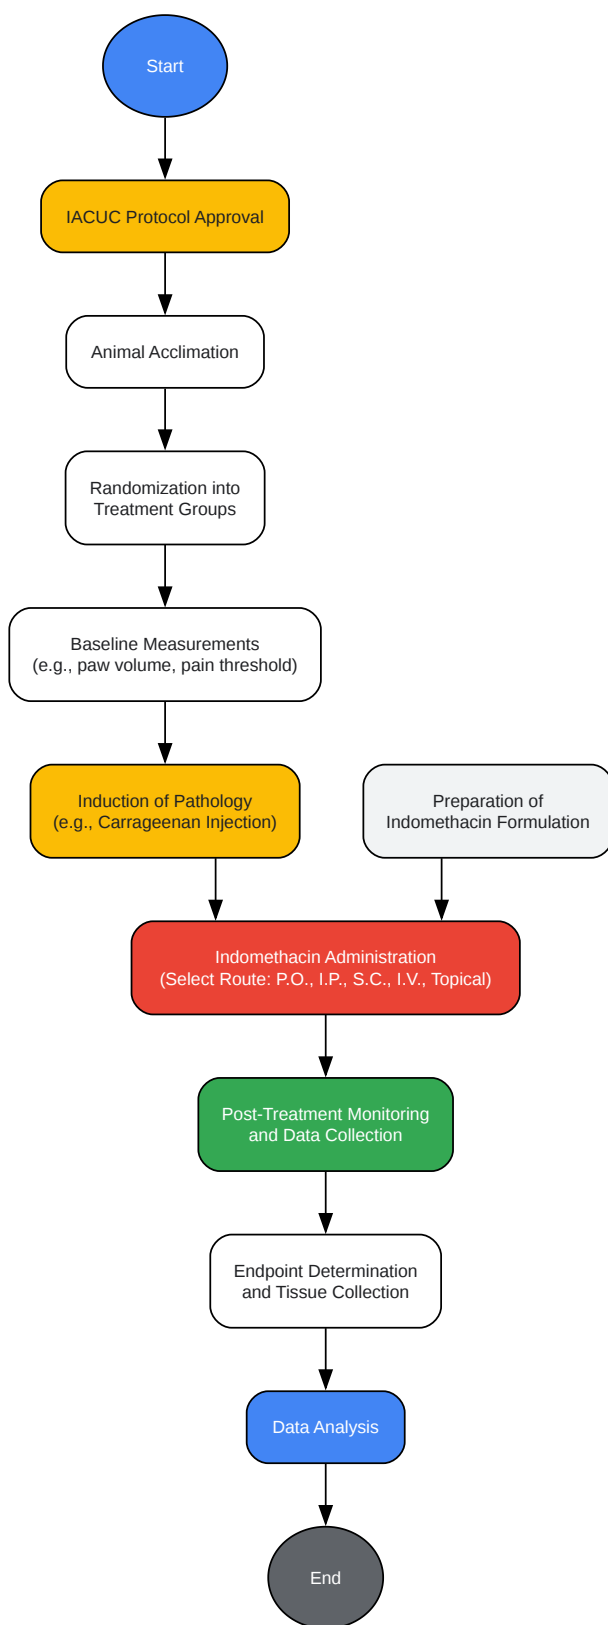 Start
IACUC Protocol Approval
Animal Acclimation
Randomization into
Treatment Groups
Baseline Measurements
(e.g., paw volume, pain threshold)
Induction of Pathology
(e.g., Carrageenan Injection)
Preparation of
Indomethacin Formulation
Indomethacin Administration
(Select Route: P.O., I.P., S.C., I.V., Topical)
Post-Treatment Monitoring
and Data Collection
Endpoint Determination
and Tissue Collection
Data Analysis
End